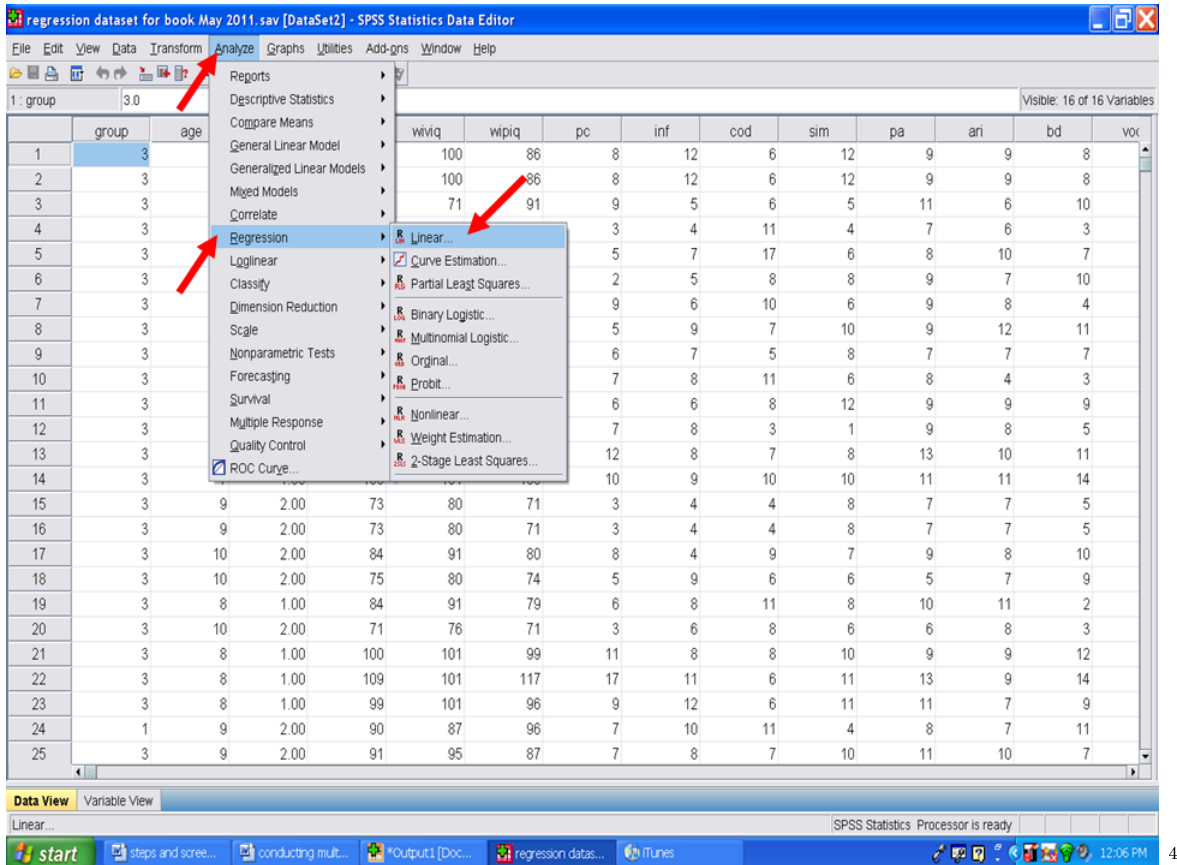 regression dataset for book May 2011.sav [DataSet2] - SPSS Statistics Data Editor
File Edit View Data Transform Analyze Graphs Utilities Add-ons Window Help
1 : group 3.0 Visible: 16 of 16 Variables
Reports
Descriptive Statistics
Compare Means
General Linear Model
Generalized Linear Models
Mixed Models
Correlate
Regression
Loglinear
Classify
Dimension Reduction
Scale
Nonparametric Tests
Forecasting
Survival
Multiple Response
Quality Control
ROC Curve...
Linear...
Curve Estimation...
Partial Least Squares...
Binary Logistic...
Multinomial Logistic...
Ordinal...
Probit...
Nonlinear...
Weight Estimation...
2-Stage Least Squares...
group age wiviq wipiq pc inf cod sim pa ari bd voc
1 3 100 86 8 12 6 12 9 9 8
2 3 100 86 8 12 6 12 9 9 8
3 3 71 91 9 5 6 5 11 6 10
4 3 3 4 11 4 7 6 3
5 3 5 7 17 6 8 10 7
6 3 2 5 8 8 9 7 10
7 3 9 6 10 6 9 8 4
8 3 5 9 7 10 9 12 11
9 3 6 7 5 8 7 7 7
10 3 7 8 11 6 8 4 3
11 3 6 6 8 12 9 9 9
12 3 7 8 3 1 9 8 5
13 3 12 8 7 8 13 10 11
14 3 10 9 10 10 11 11 14
15 3 9 2.00 73 80 71 3 4 4 8 7 7 5
16 3 9 2.00 73 80 71 3 4 4 8 7 7 5
17 3 10 2.00 84 91 80 8 4 9 7 9 8 10
18 3 10 2.00 75 80 74 5 9 6 6 5 7 9
19 3 8 1.00 84 91 79 6 8 11 8 10 11 2
20 3 10 2.00 71 76 71 3 6 8 6 6 8 3
21 3 8 1.00 100 101 99 11 8 8 10 9 9 12
22 3 8 1.00 109 101 117 17 11 6 11 13 9 14
23 3 8 1.00 99 101 96 9 12 6 11 11 7 9
24 1 9 2.00 90 87 96 7 10 11 4 8 7 11
25 3 9 2.00 91 95 87 7 8 7 10 11 10 7
Data View Variable View
Linear... SPSS Statistics Processor is ready
start steps and scree... conducting mult... *Output1 [Doc... regression datas... iTunes 12:06 PM
4